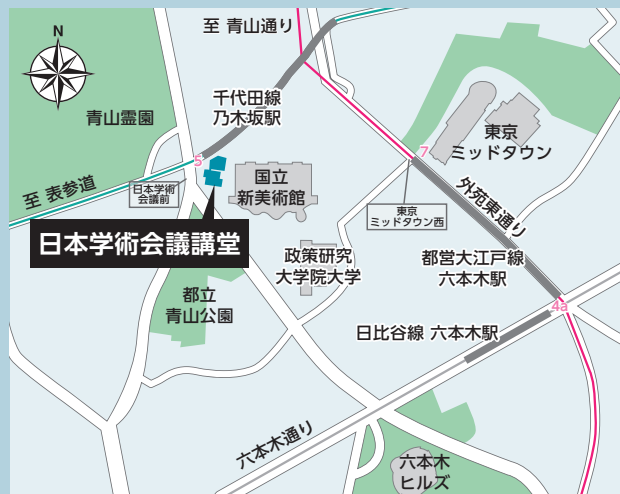 N
至 青山通り
千代田線
乃木坂駅
青山霊園
東京
ミッドタウン
7
5
国立
新美術館
至 表参道
日本学術
会議前
東京
ミッドタウン西
外苑東通り
日本学術会議講堂
政策研究
大学院大学
都営大江戸線
六本木駅
都立
青山公園
4a
日比谷線 六本木駅
六本木通り
六本木
ヒルズ